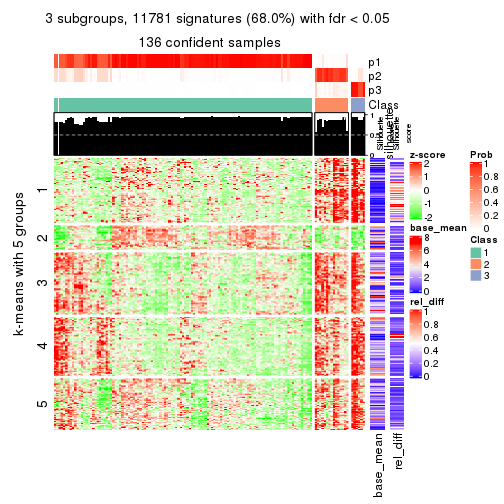 3 subgroups, 11781 signatures (68.0%) with fdr < 0.05
136 confident samples
p1
p2
p3
Class
1
0.5
0
silhouette
Silhouette
score
k-means with 5 groups
1
2
3
4
5
base_mean
rel_diff
z-score
2
1
0
-1
-2
base_mean
8
6
4
2
0
rel_diff
1
0.8
0.6
0.4
0.2
0
Prob
1
0.8
0.6
0.4
0.2
0
Class
1
2
3